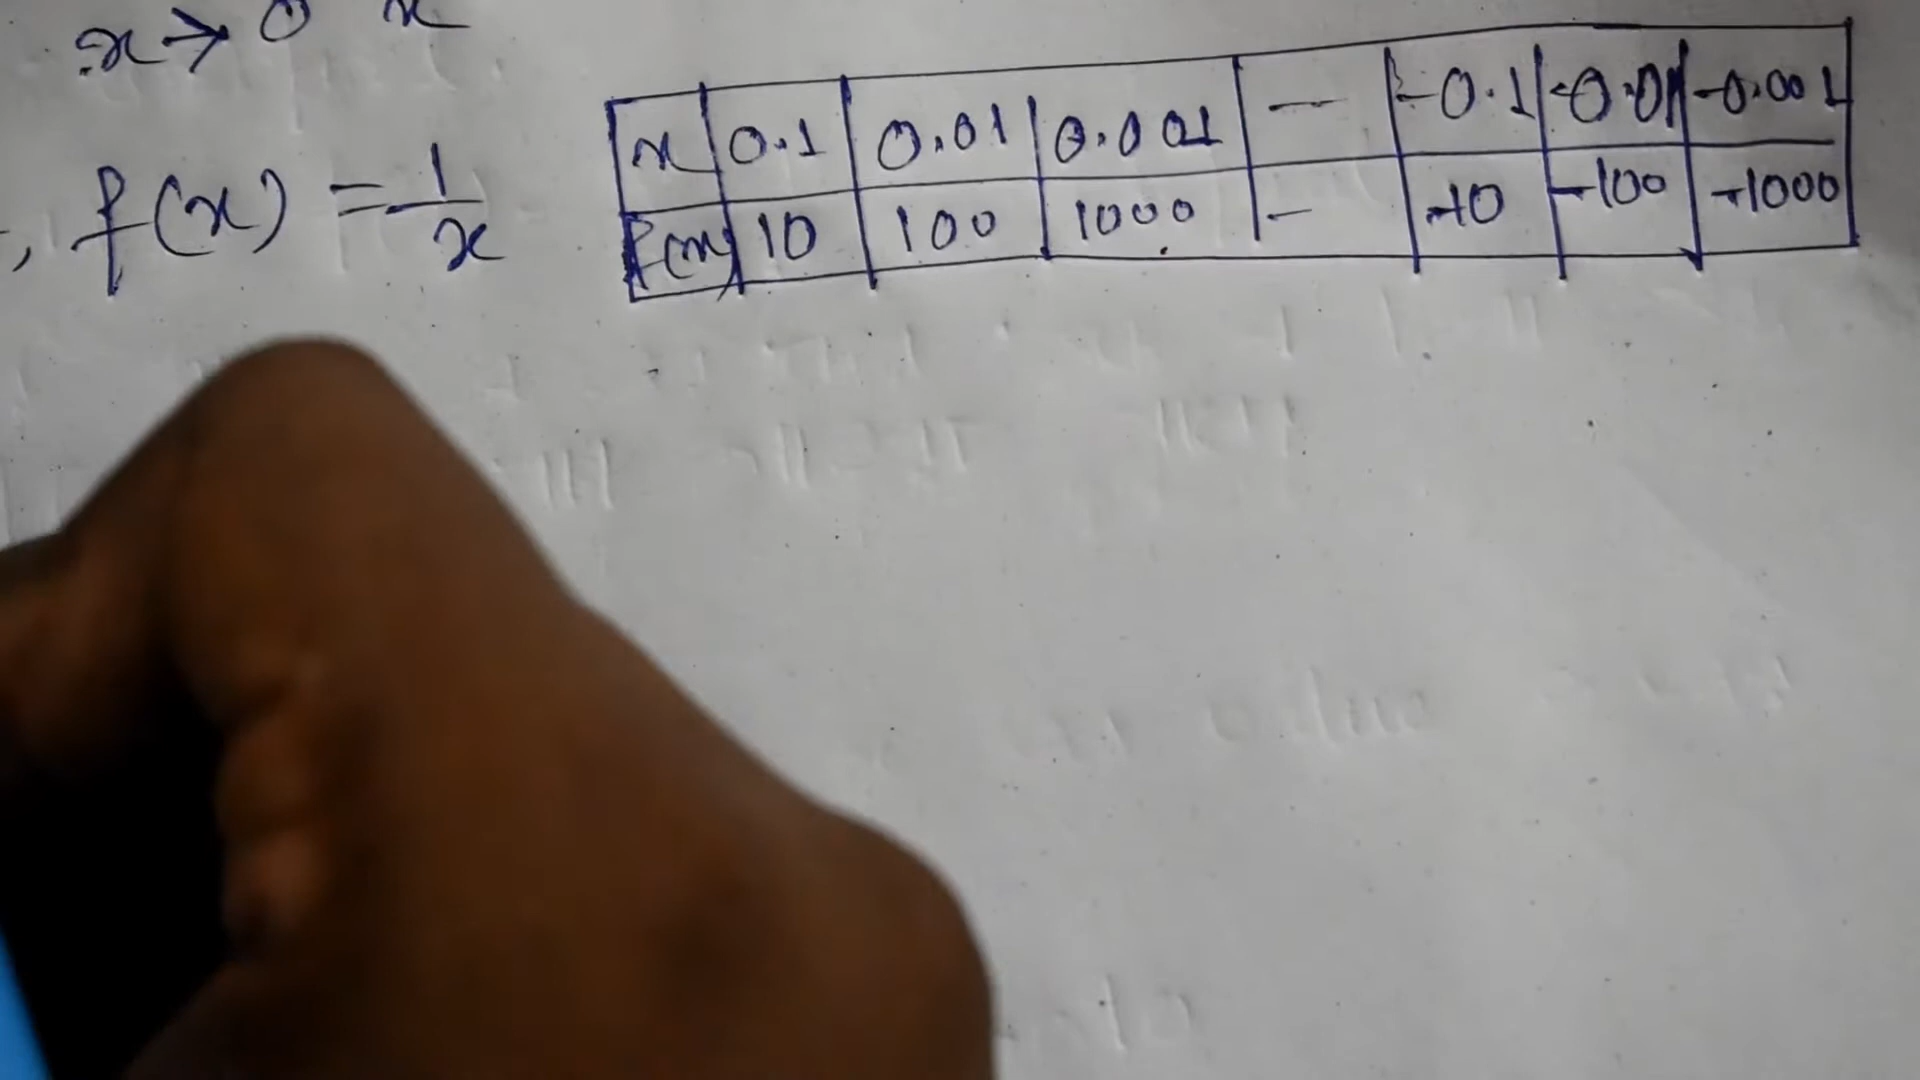 x → 0 x
, f(x) = 1/x
x 0.1 0.01 0.001 — -0.1 -0.01 -0.001
f(x) 10 100 1000 - -10 -100 -1000